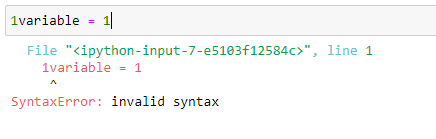 1variable = 1
File "<ipython-input-7-e5103f12584c>", line 1
1variable = 1
^
SyntaxError: invalid syntax